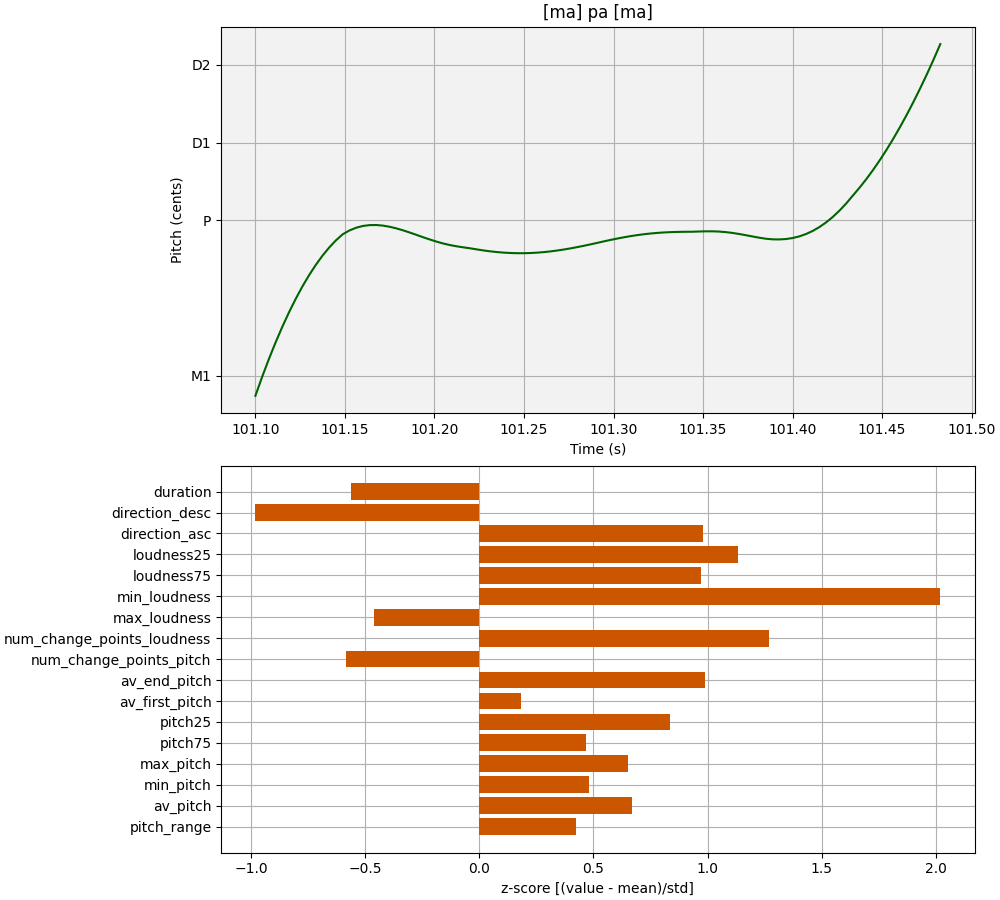 [ma] pa [ma]
D2
D1
P
M1
Pitch (cents)
101.10 101.15 101.20 101.25 101.30 101.35 101.40 101.45 101.50
Time (s)
duration
direction_desc
direction_asc
loudness25
loudness75
min_loudness
max_loudness
num_change_points_loudness
num_change_points_pitch
av_end_pitch
av_first_pitch
pitch25
pitch75
max_pitch
min_pitch
av_pitch
pitch_range
−1.0 −0.5 0.0 0.5 1.0 1.5 2.0
z-score [(value - mean)/std]